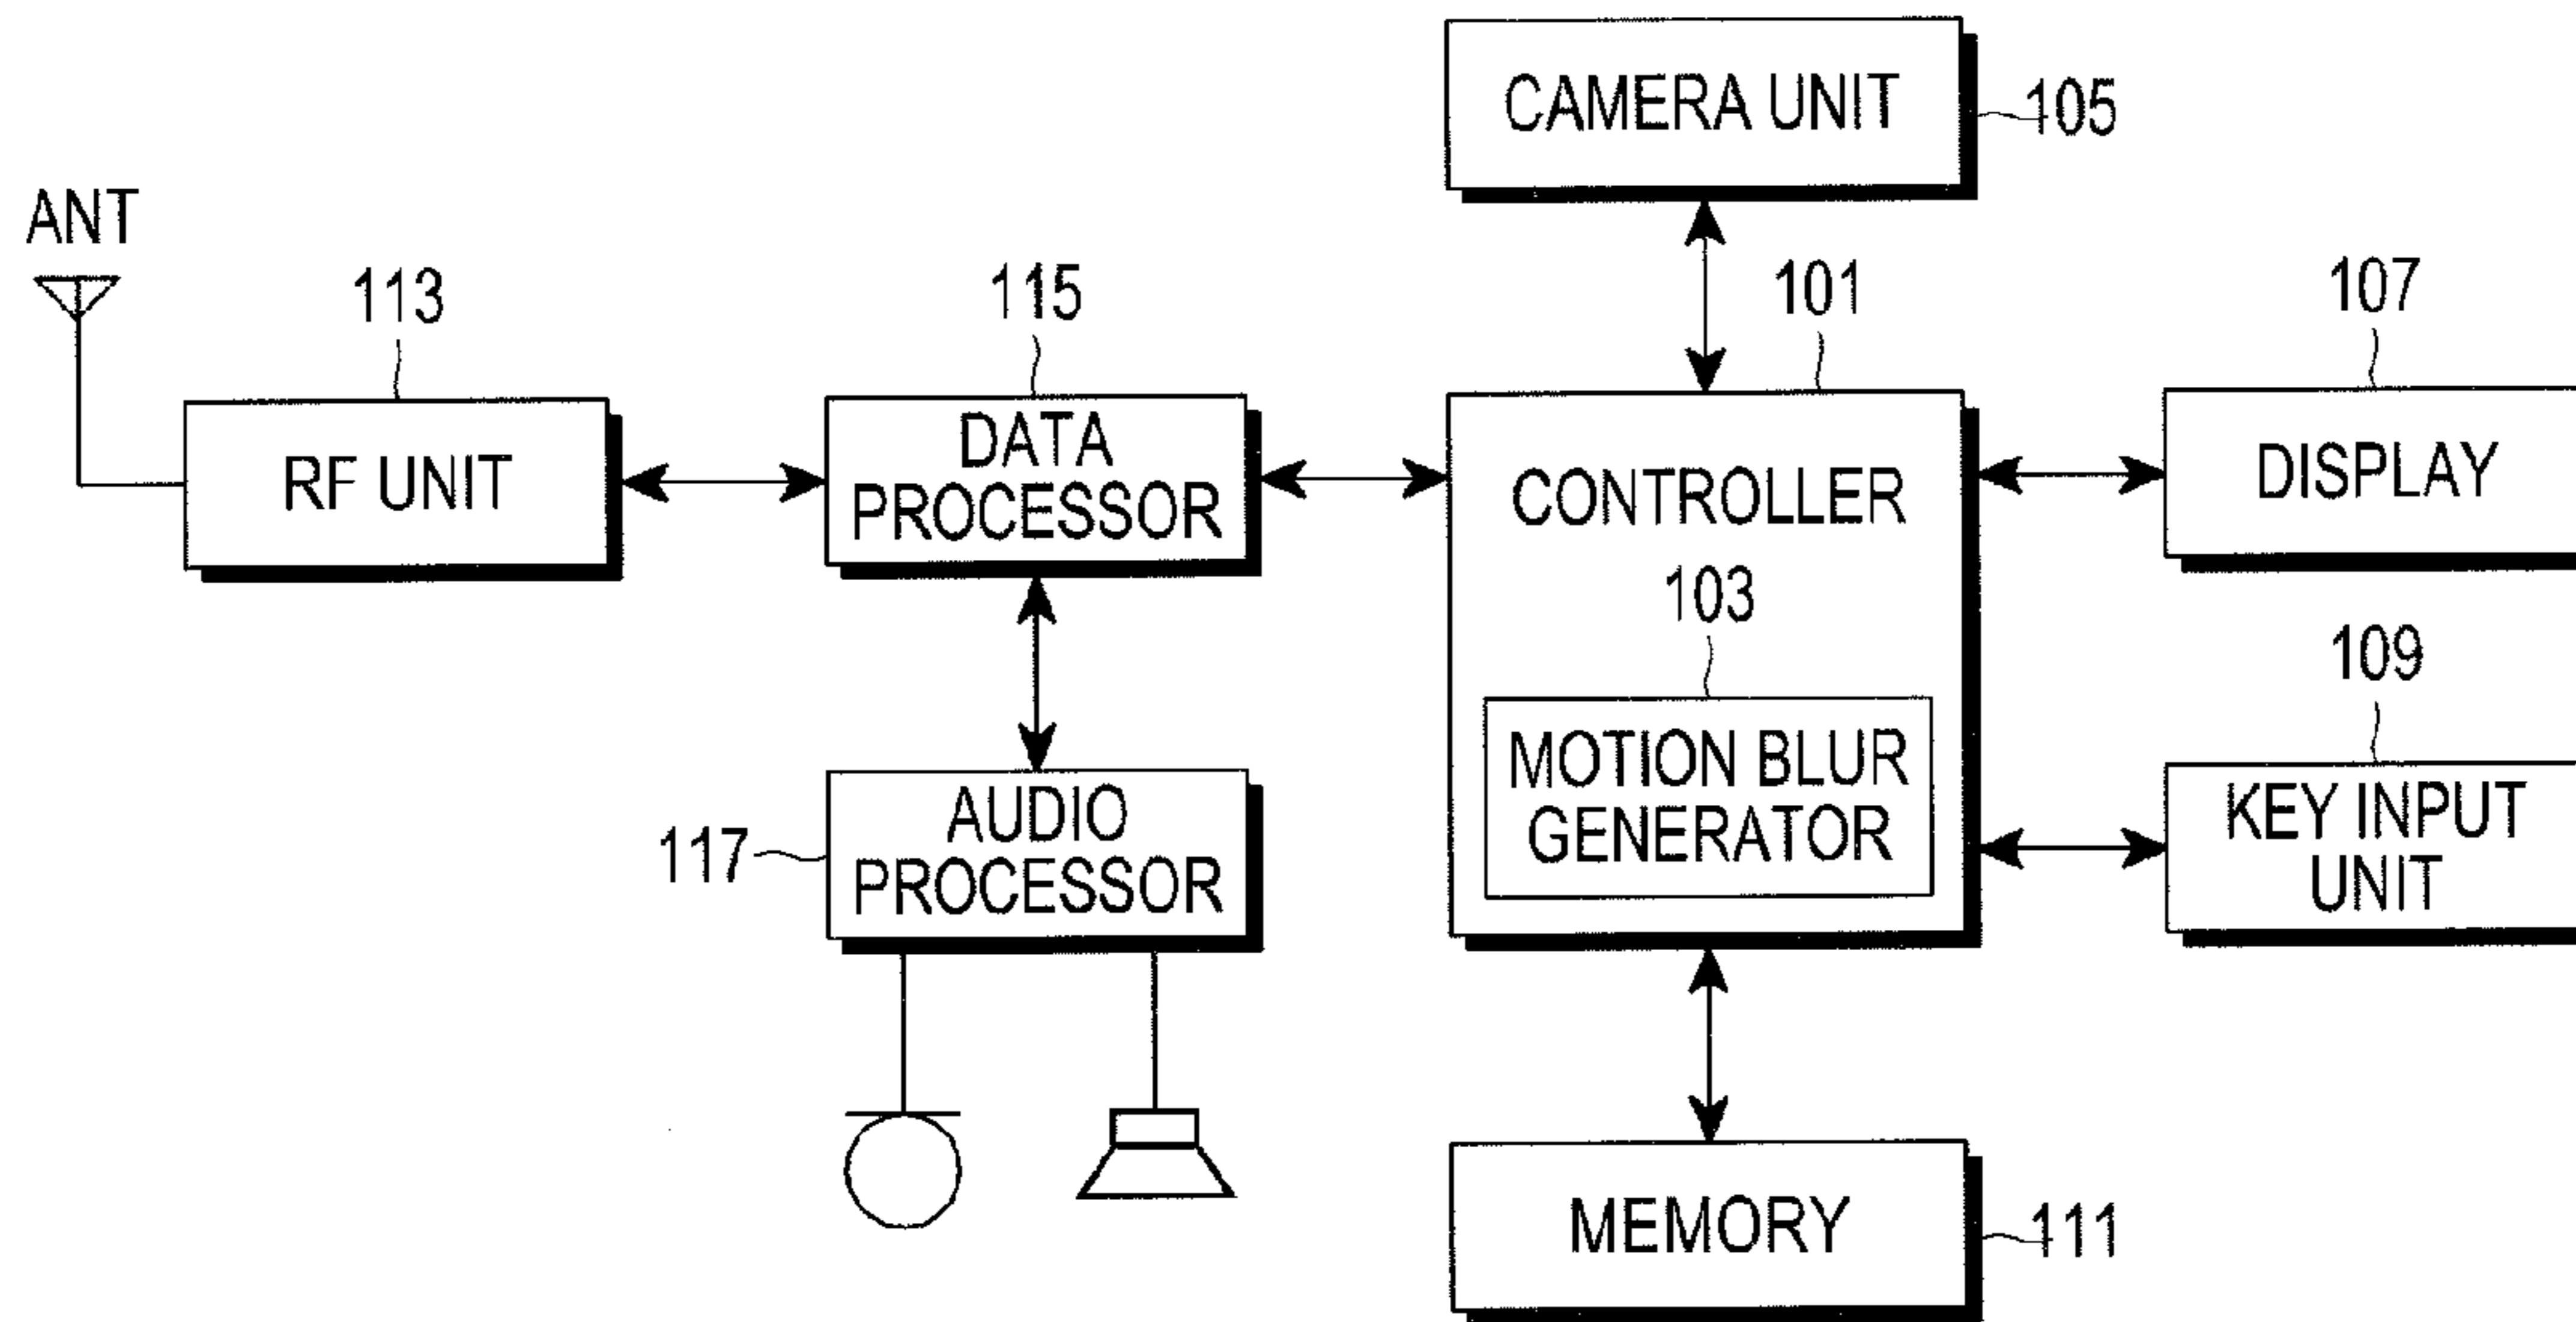 CAMERA UNIT
105
ANT
113
115
101
107
RF UNIT
DATA
PROCESSOR
CONTROLLER
DISPLAY
103
109
MOTION BLUR
GENERATOR
KEY INPUT
UNIT
117
AUDIO
PROCESSOR
MEMORY
111